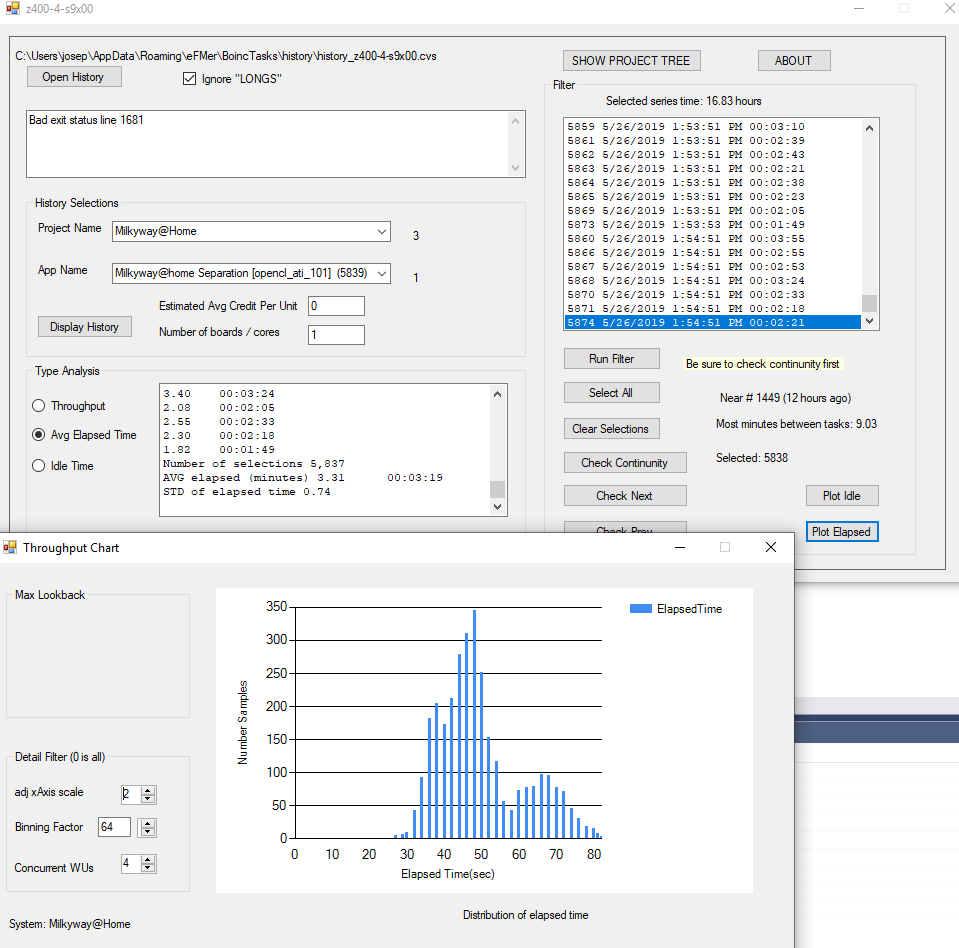 z400-4-s9x00
C:\Users\josep\AppData\Roaming\eFMer\BoincTasks\history\history_z400-4-s9x00.cvs
Open History
Ignore "LONGS"
SHOW PROJECT TREE
ABOUT
Bad exit status line 1681
Filter
Selected series time: 16.83 hours
5859 5/26/2019 1:53:51 PM 00:03:10
5861 5/26/2019 1:53:51 PM 00:02:39
5862 5/26/2019 1:53:51 PM 00:02:43
5863 5/26/2019 1:53:51 PM 00:02:21
5864 5/26/2019 1:53:51 PM 00:02:38
5865 5/26/2019 1:53:51 PM 00:02:23
5869 5/26/2019 1:53:51 PM 00:02:05
5873 5/26/2019 1:53:53 PM 00:01:49
5860 5/26/2019 1:54:51 PM 00:03:55
5866 5/26/2019 1:54:51 PM 00:02:55
5867 5/26/2019 1:54:51 PM 00:02:53
5868 5/26/2019 1:54:51 PM 00:03:24
5870 5/26/2019 1:54:51 PM 00:02:33
5871 5/26/2019 1:54:51 PM 00:02:18
5874 5/26/2019 1:54:51 PM 00:02:21
History Selections
Project Name
Milkyway@Home
3
App Name
Milkyway@home Separation [opencl_ati_101] (5839)
1
Estimated Avg Credit Per Unit
0
Display History
Number of boards / cores
1
Run Filter
Be sure to check continunity first
Select All
Near # 1449 (12 hours ago)
Clear Selections
Most minutes between tasks: 9.03
Check Continunity
Selected: 5838
Check Next
Plot Idle
Check Prev
Plot Elapsed
Type Analysis
Throughput
Avg Elapsed Time
Idle Time
3.40 00:03:24
2.08 00:02:05
2.55 00:02:33
2.30 00:02:18
1.82 00:01:49
Number of selections 5,837
AVG elapsed (minutes) 3.31 00:03:19
STD of elapsed time 0.74
Throughput Chart
Max Lookback
Detail Filter (0 is all)
adj xAxis scale
2
Binning Factor
64
Concurrent WUs
4
System: Milkyway@Home
Number Samples
350
300
250
200
150
100
50
0
0 10 20 30 40 50 60 70 80
Elapsed Time(sec)
ElapsedTime
Distribution of elapsed time